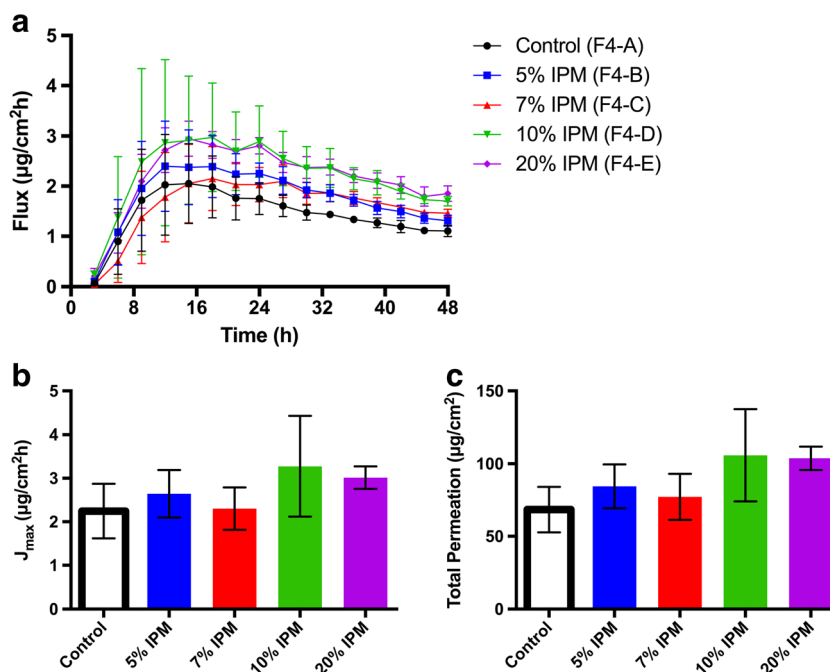 a
Flux (µg/cm2h)
5
4
3
2
1
0
0 8 16 24 32 40 48
Time (h)
Control (F4-A)
5% IPM (F4-B)
7% IPM (F4-C)
10% IPM (F4-D)
20% IPM (F4-E)
b
Jmax (µg/cm2h)
5
4
3
2
1
0
Control 5% IPM 7% IPM 10% IPM 20% IPM
c
Total Permeation (µg/cm2)
150
100
50
0
Control 5% IPM 7% IPM 10% IPM 20% IPM